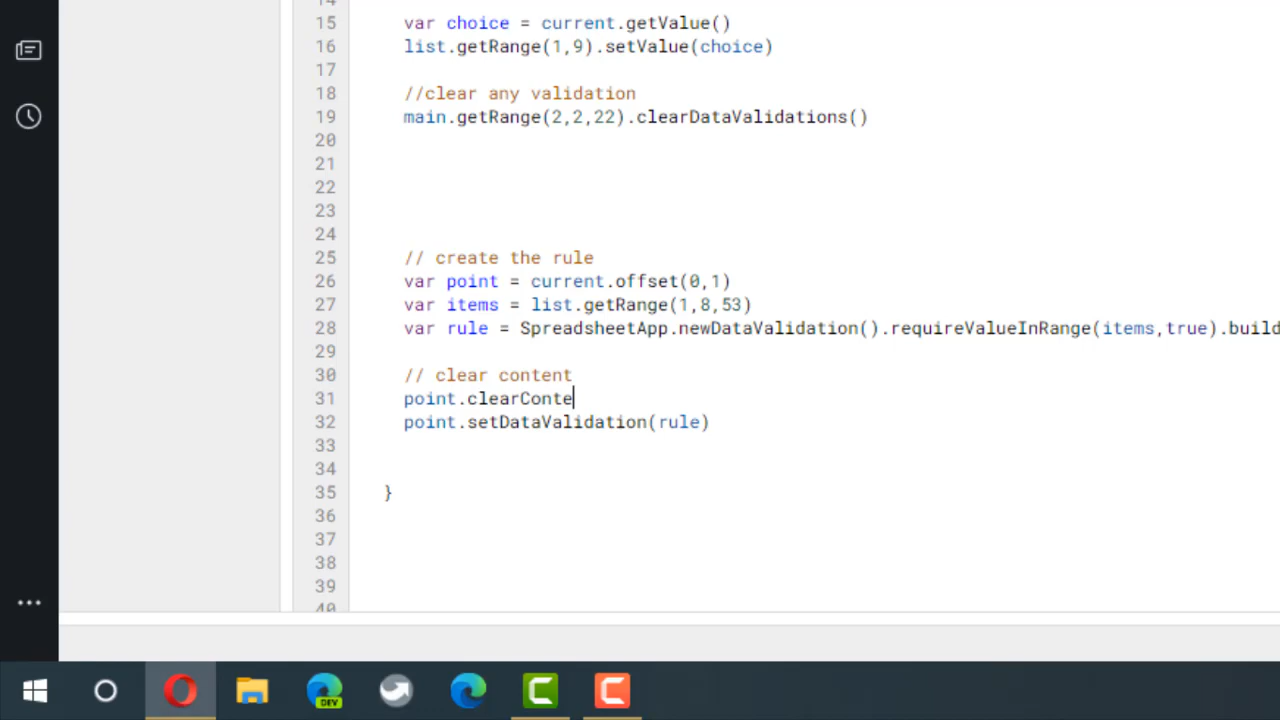 14
15 var choice = current.getValue()
16 list.getRange(1,9).setValue(choice)
17
18 //clear any validation
19 main.getRange(2,2,22).clearDataValidations()
20
21
22
23
24
25 // create the rule
26 var point = current.offset(0,1)
27 var items = list.getRange(1,8,53)
28 var rule = SpreadsheetApp.newDataValidation().requireValueInRange(items,true).build
29
30 // clear content
31 point.clearConte
32 point.setDataValidation(rule)
33
34
35 }
36
37
38
39
40
DEV